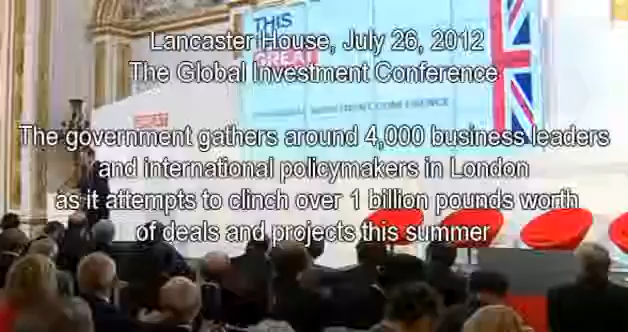 THIS
GREAT
Lancaster House, July 26, 2012
The Global Investment Conference
INVESTMENT CONFERENCE
The government gathers around 4,000 business leaders
and international policymakers in London
as it attempts to clinch over 1 billion pounds worth
of deals and projects this summer